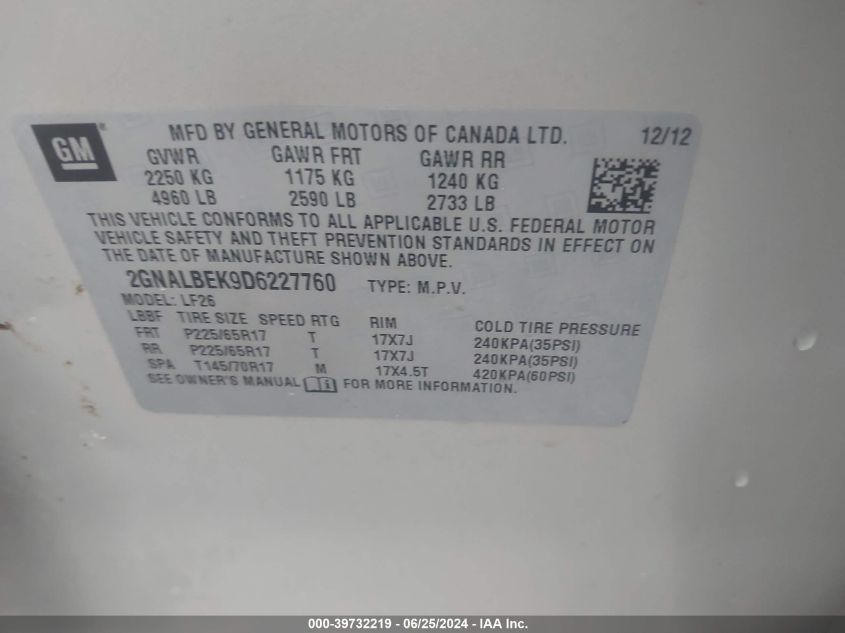 GM
MFD BY GENERAL MOTORS OF CANADA LTD. 12/12
GVWR GAWR FRT GAWR RR
2250 KG 1175 KG 1240 KG
4960 LB 2590 LB 2733 LB
THIS VEHICLE CONFORMS TO ALL APPLICABLE U.S. FEDERAL MOTOR
VEHICLE SAFETY AND THEFT PREVENTION STANDARDS IN EFFECT ON
THE DATE OF MANUFACTURE SHOWN ABOVE.
2GNALBEK9D6227760 TYPE: M.P.V.
MODEL: LF26
LBBF TIRE SIZE SPEED RTG RIM COLD TIRE PRESSURE
FRT P225/65R17 T 17X7J 240KPA(35PSI)
RR P225/65R17 T 17X7J 240KPA(35PSI)
SPA T145/70R17 M 17X4.5T 420KPA(60PSI)
SEE OWNER'S MANUAL FOR MORE INFORMATION.
000-39732219 - 06/25/2024 - IAA Inc.